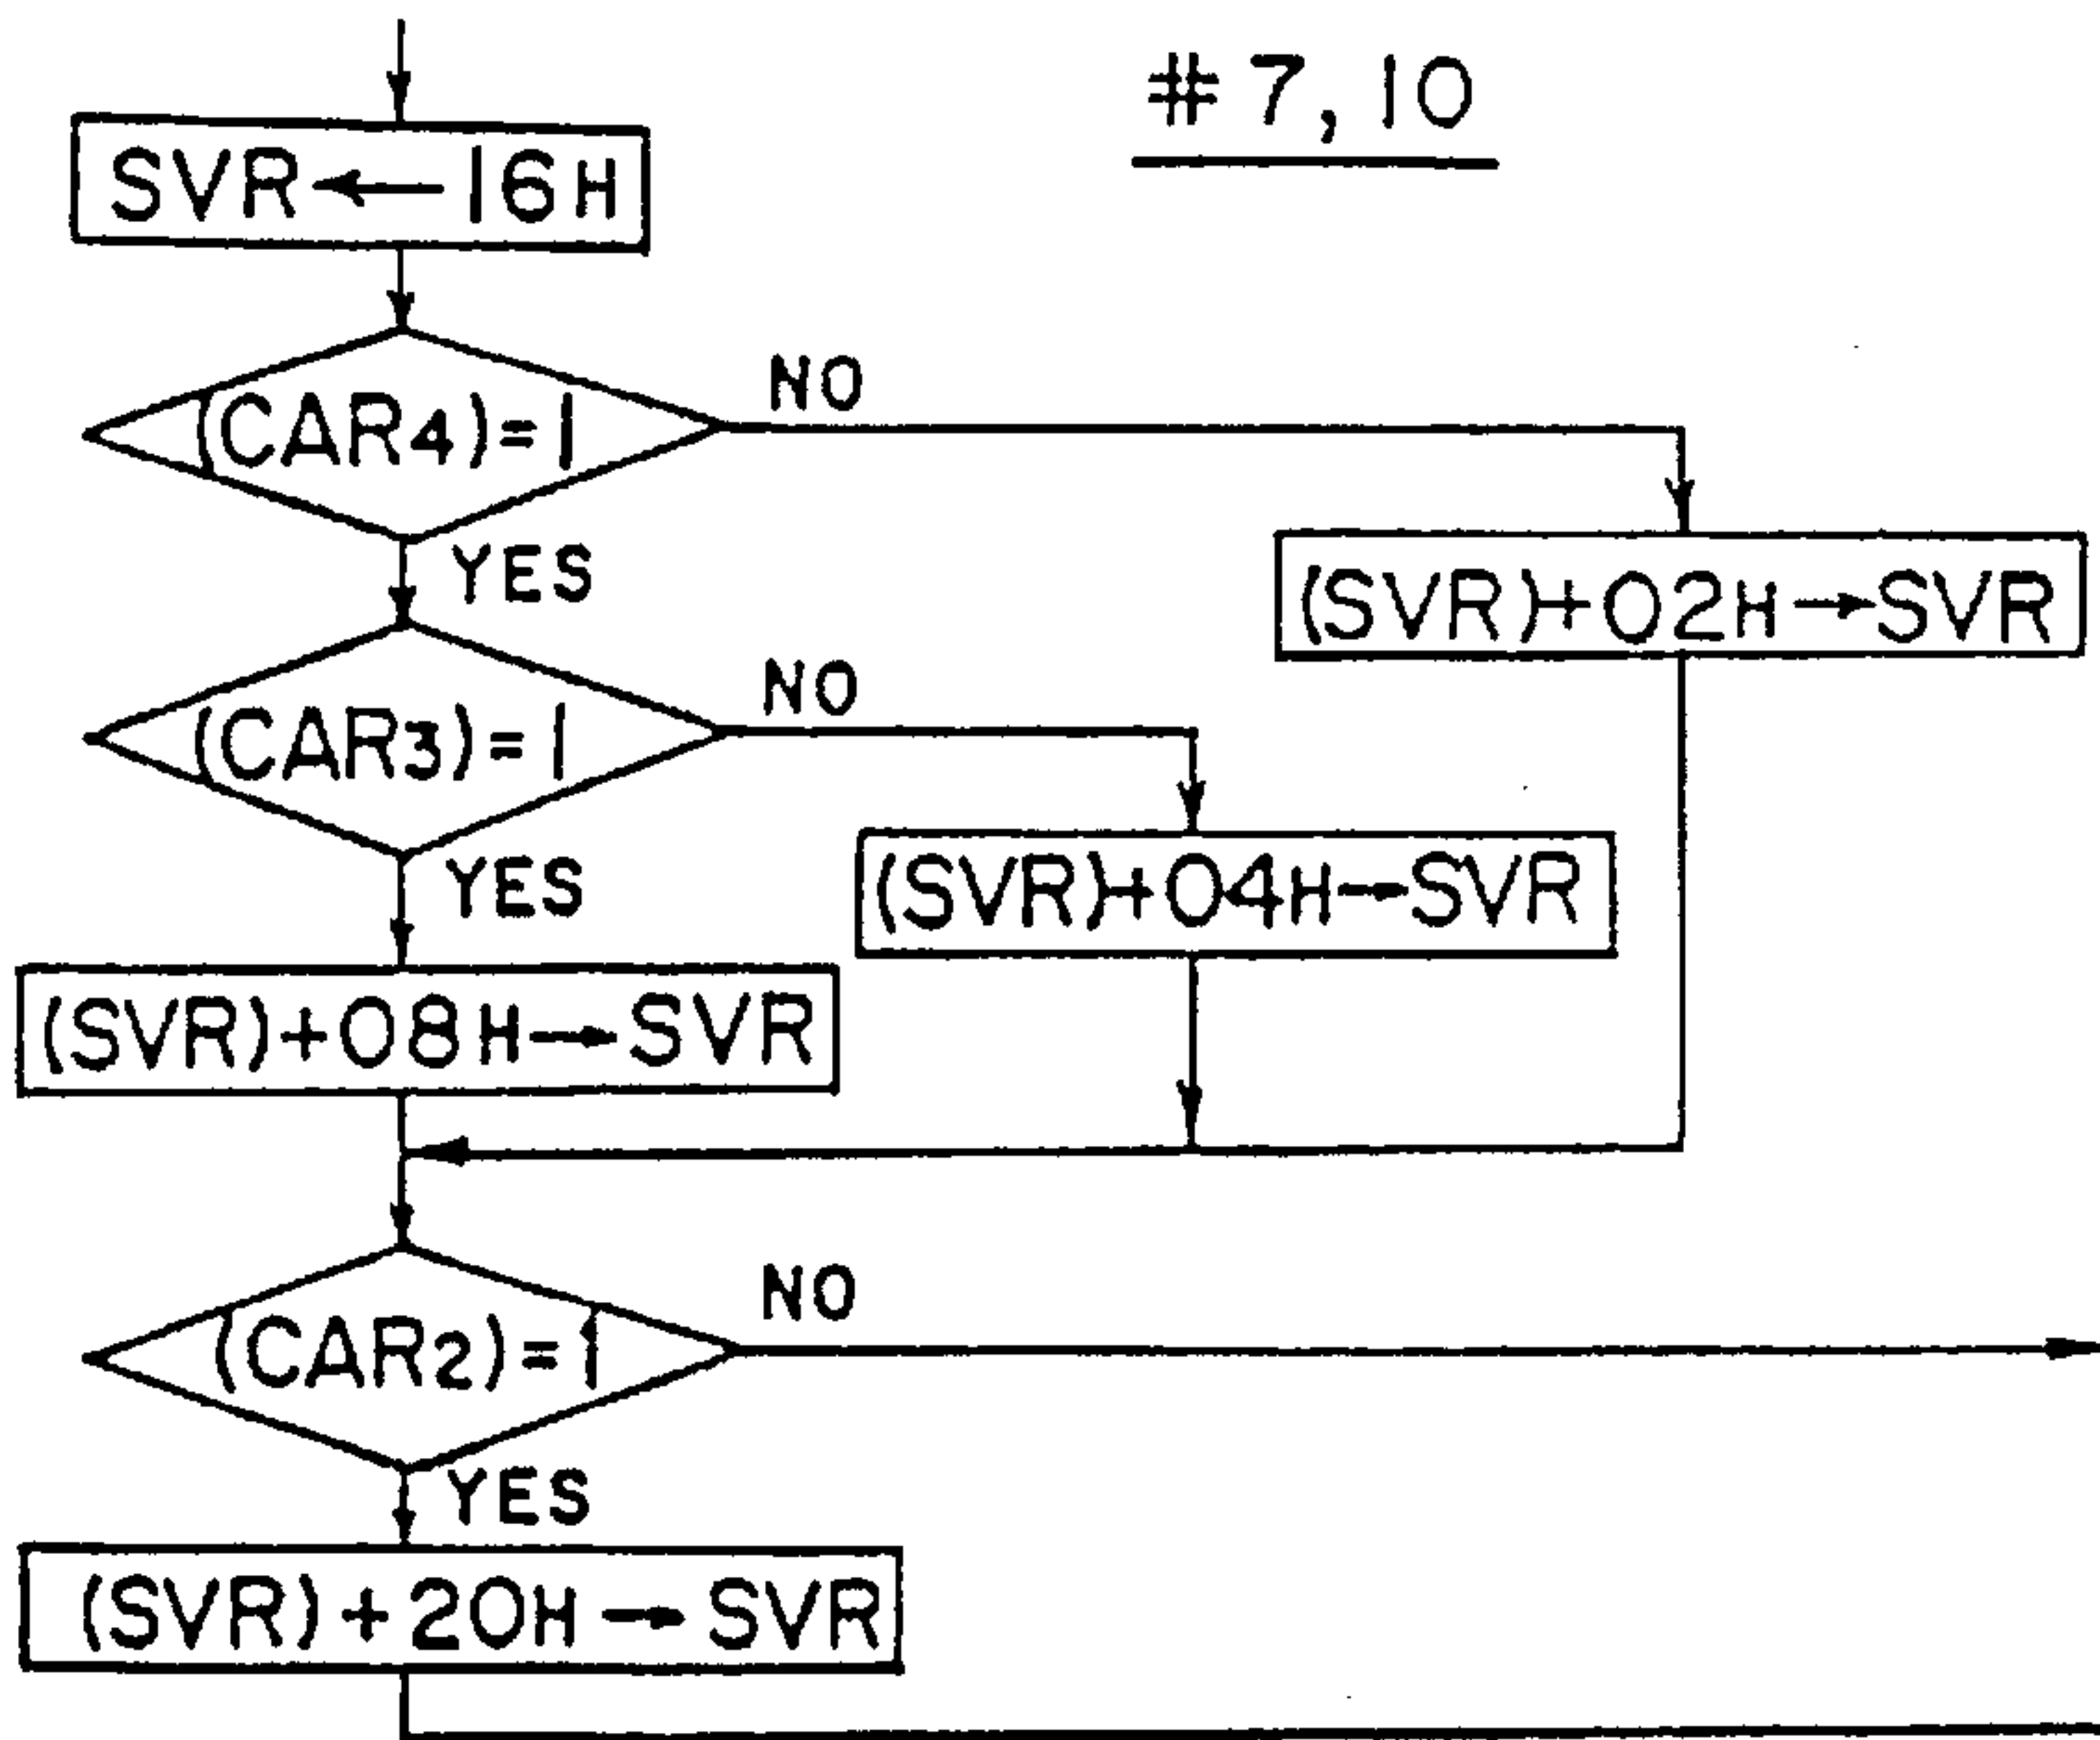 # 7, 10
SVR←16H
(CAR4)=1
NO
YES
(SVR)+02H→SVR
(CAR3)=1
NO
YES
(SVR)+04H→SVR
(SVR)+08H→SVR
(CAR2)=1
NO
YES
(SVR)+20H→SVR